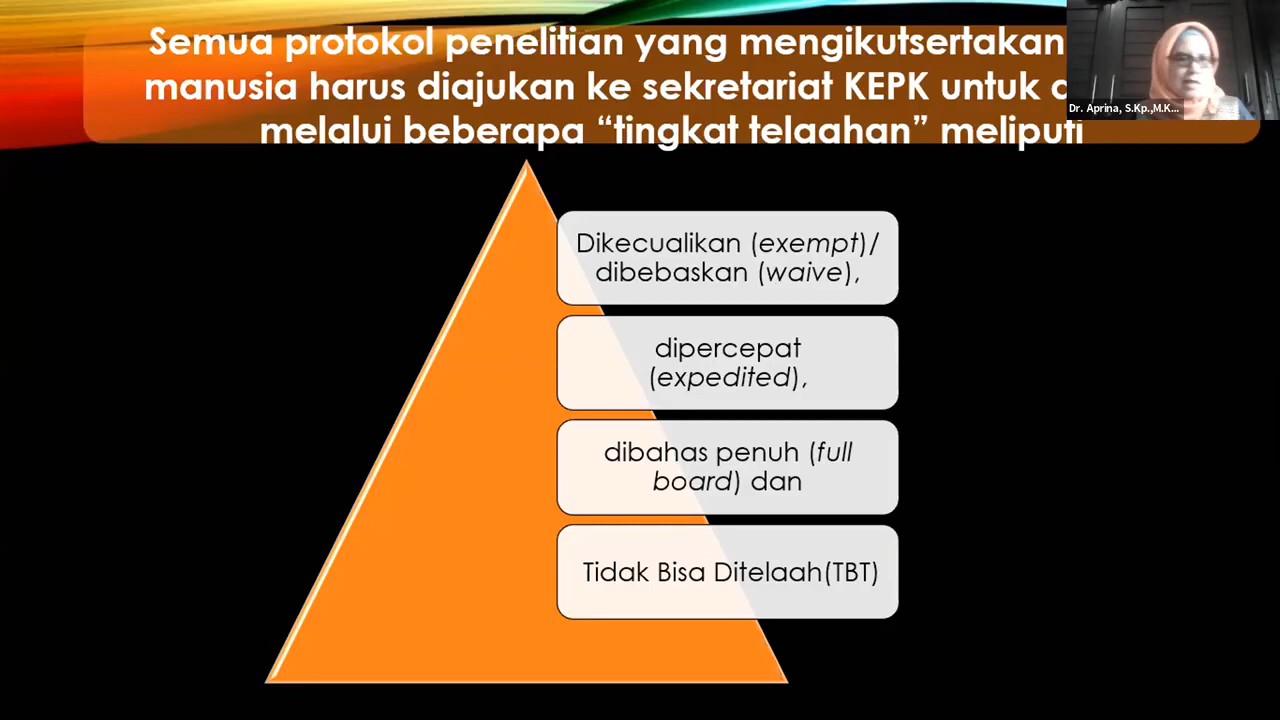 Semua protokol penelitian yang mengikutsertakan
manusia harus diajukan ke sekretariat KEPK untuk
melalui beberapa “tingkat telaahan” meliputi
Dr. Aprina, S.Kp.,M.K...
Dikecualikan (exempt)/
dibebaskan (waive),
dipercepat
(expedited),
dibahas penuh (full
board) dan
Tidak Bisa Ditelaah(TBT)